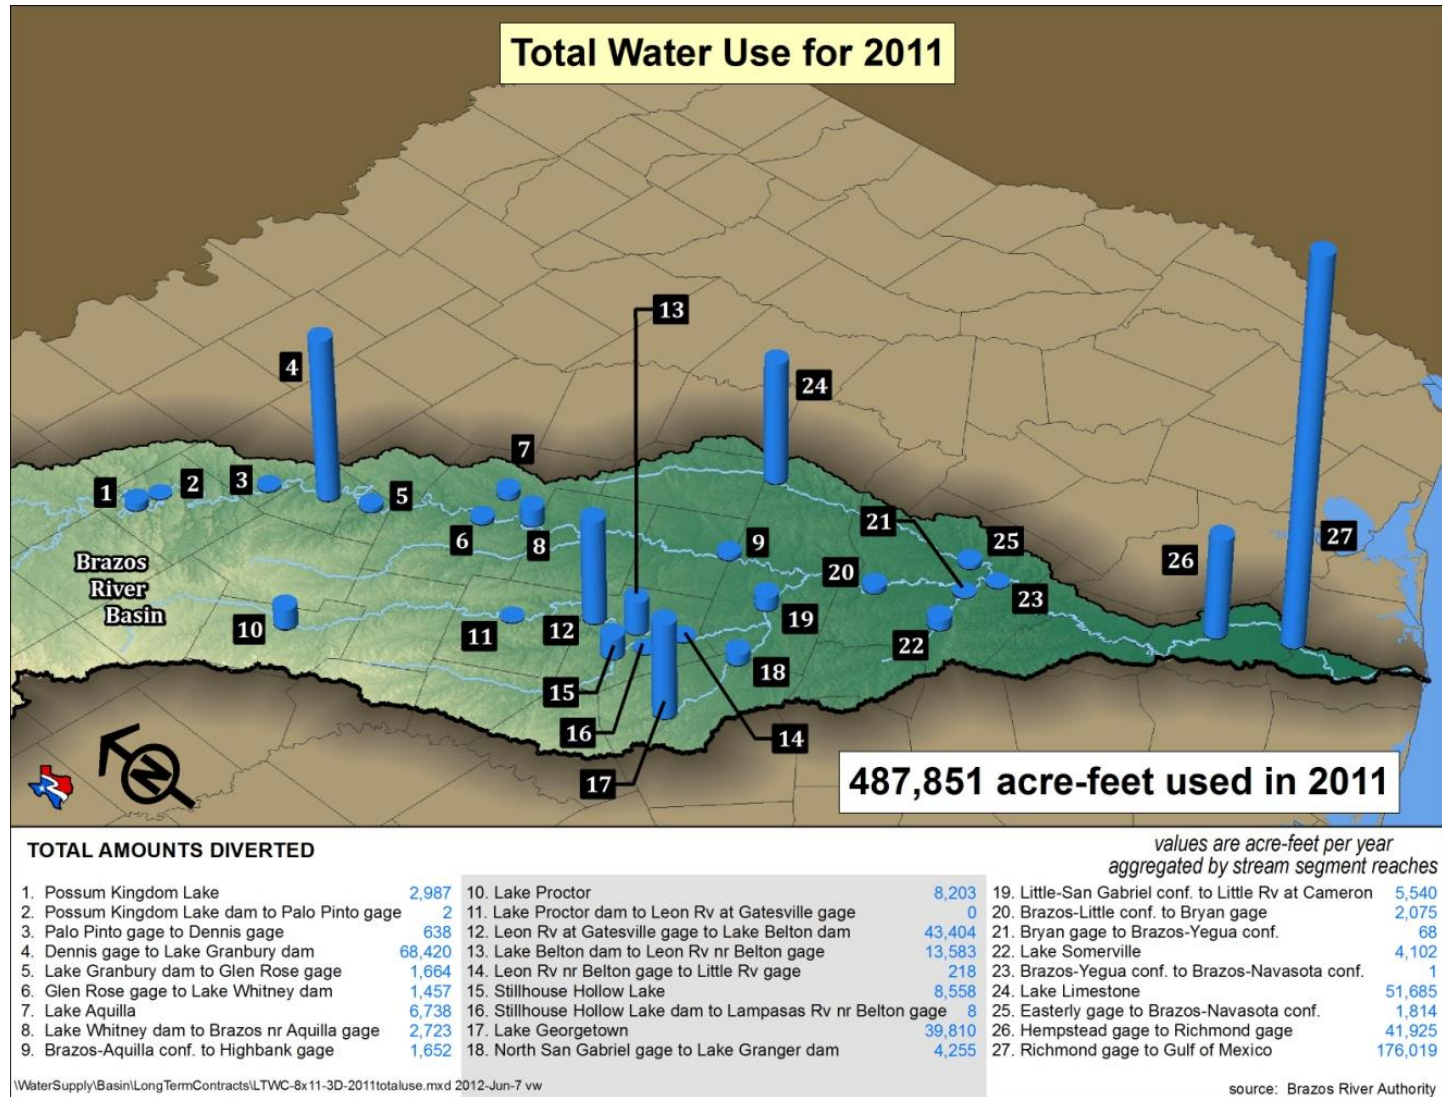 Total Water Use for 2011
13
4
24
7
1
2
3
5
21
6
8
9
25
27
26
Brazos
River
Basin
20
23
10
11
12
19
22
18
15
16
14
17
N
487,851 acre-feet used in 2011
TOTAL AMOUNTS DIVERTED
values are acre-feet per year
aggregated by stream segment reaches
1. Possum Kingdom Lake 2,987
2. Possum Kingdom Lake dam to Palo Pinto gage 2
3. Palo Pinto gage to Dennis gage 638
4. Dennis gage to Lake Granbury dam 68,420
5. Lake Granbury dam to Glen Rose gage 1,664
6. Glen Rose gage to Lake Whitney dam 1,457
7. Lake Aquilla 6,738
8. Lake Whitney dam to Brazos nr Aquilla gage 2,723
9. Brazos-Aquilla conf. to Highbank gage 1,652
10. Lake Proctor 8,203
11. Lake Proctor dam to Leon Rv at Gatesville gage 0
12. Leon Rv at Gatesville gage to Lake Belton dam 43,404
13. Lake Belton dam to Leon Rv nr Belton gage 13,583
14. Leon Rv nr Belton gage to Little Rv gage 218
15. Stillhouse Hollow Lake 8,558
16. Stillhouse Hollow Lake dam to Lampasas Rv nr Belton gage 8
17. Lake Georgetown 39,810
18. North San Gabriel gage to Lake Granger dam 4,255
19. Little-San Gabriel conf. to Little Rv at Cameron 5,540
20. Brazos-Little conf. to Bryan gage 2,075
21. Bryan gage to Brazos-Yegua conf. 68
22. Lake Somerville 4,102
23. Brazos-Yegua conf. to Brazos-Navasota conf. 1
24. Lake Limestone 51,685
25. Easterly gage to Brazos-Navasota conf. 1,814
26. Hempstead gage to Richmond gage 41,925
27. Richmond gage to Gulf of Mexico 176,019
\WaterSupply\Basin\LongTermContracts\LTWC-8x11-3D-2011totaluse.mxd 2012-Jun-7 vw
source: Brazos River Authority